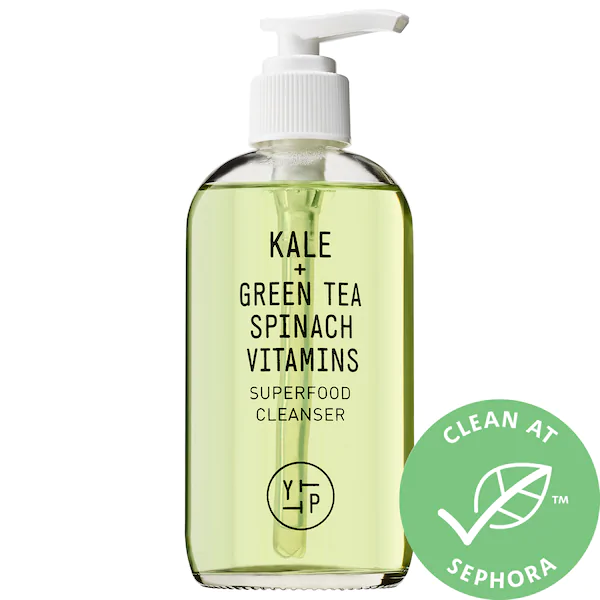 KALE
+
GREEN TEA
SPINACH
VITAMINS
SUPERFOOD
CLEANSER
Y T
T P
CLEAN AT
™
SEPHORA